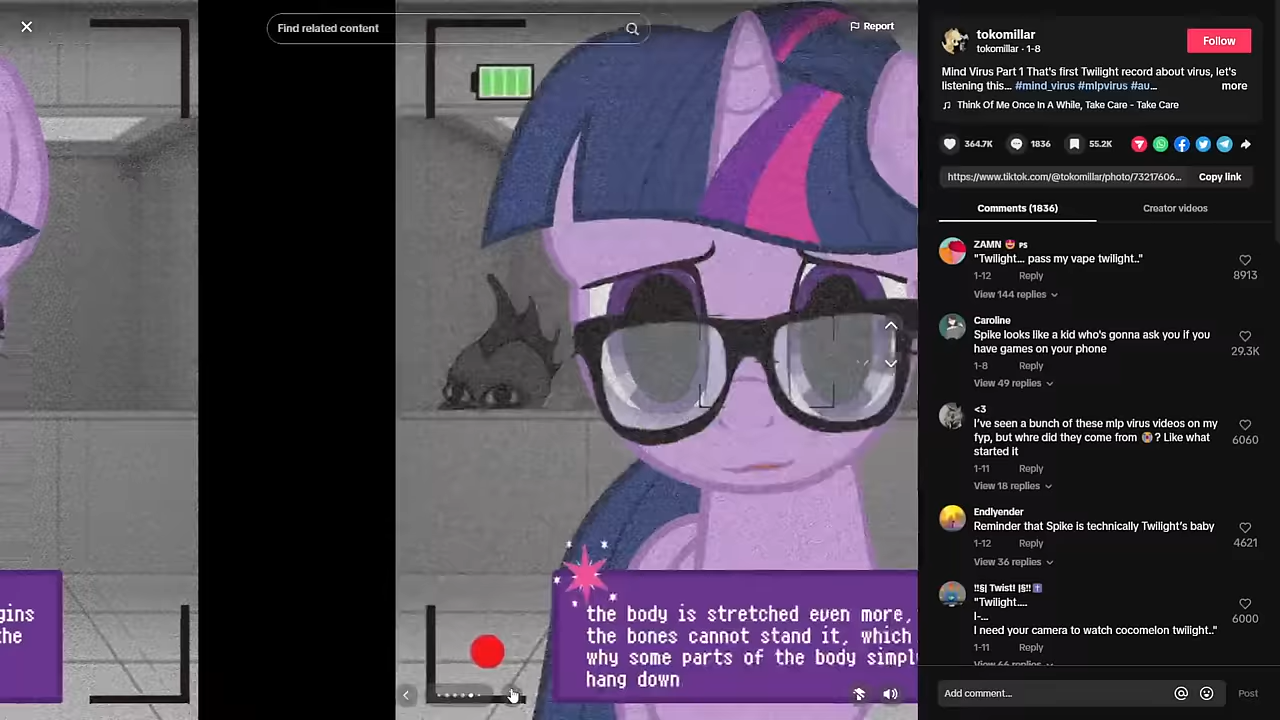 Find related content
Report
gins
the
the body is stretched even more,
the bones cannot stand it, which
why some parts of the body simpl
hang down
tokomillar
tokomillar · 1-8
Follow
Mind Virus Part 1 That's first Twilight record about virus, let's
listening this... #mind_virus #mlpvirus #au...
more
Think Of Me Once In A While, Take Care - Take Care
364.7K
1836
55.2K
https://www.tiktok.com/@tokomillar/photo/73217606...
Copy link
Comments (1836)
Creator videos
ZAMN 🤩 PS
"Twilight... pass my vape twilight.."
1-12 Reply
8913
View 144 replies
Caroline
Spike looks like a kid who's gonna ask you if you
have games on your phone
1-8 Reply
29.3K
View 49 replies
<3
I've seen a bunch of these mlp virus videos on my
fyp, but whre did they come from 😭? Like what
started it
1-11 Reply
6060
View 18 replies
Endlyender
Reminder that Spike is technically Twilight's baby
1-12 Reply
4621
View 36 replies
!!§| Twist! |§!!✝️
"Twilight....
I-...
I need your camera to watch cocomelon twilight.."
1-11 Reply
6000
View 66 replies
Add comment...
Post